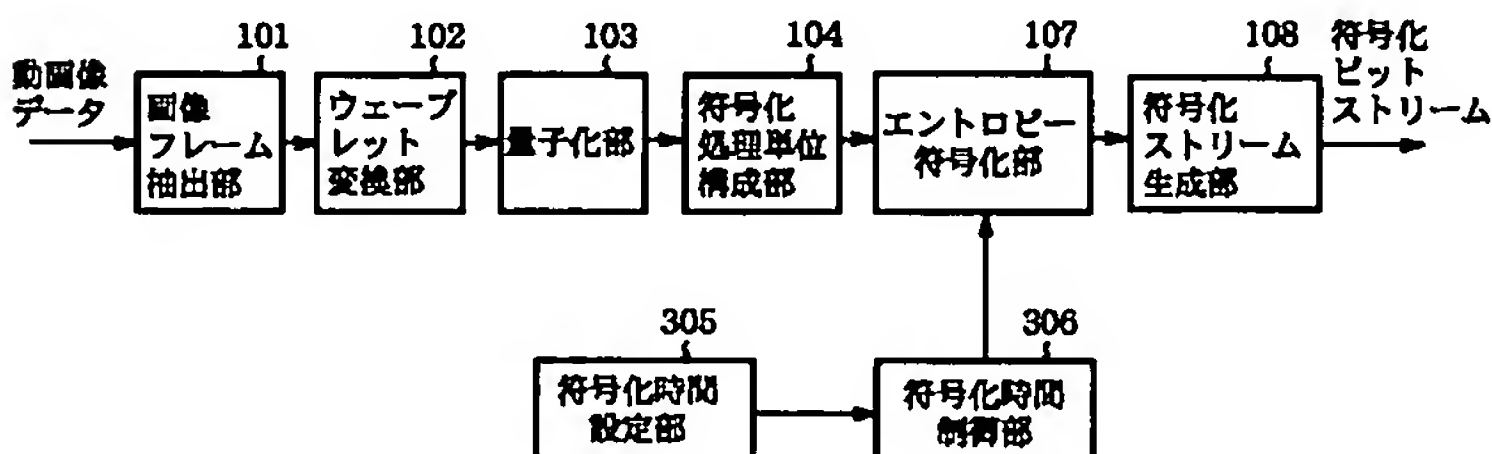 動画像
データ
101
画像
フレーム
抽出部
102
ウェーブ
レット
変換部
103
量子化部
104
符号化
処理単位
構成部
107
エントロピー
符号化部
108
符号化
ストリーム
生成部
符号化
ビット
ストリーム
305
符号化時間
設定部
306
符号化時間
制御部